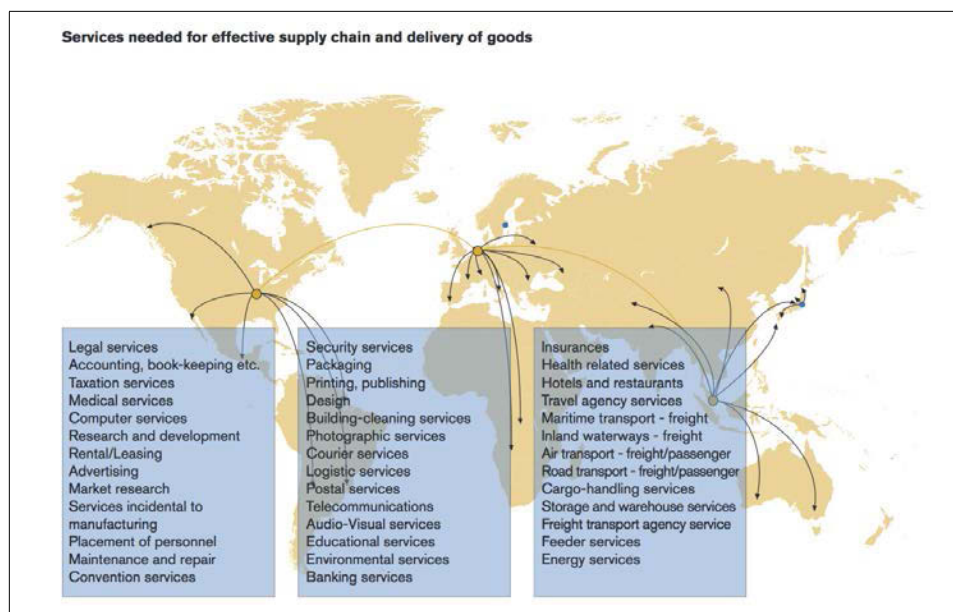 Services needed for effective supply chain and delivery of goods
Legal services
Accounting, book-keeping etc.
Taxation services
Medical services
Computer services
Research and development
Rental/Leasing
Advertising
Market research
Services incidental to
manufacturing
Placement of personnel
Maintenance and repair
Convention services
Security services
Packaging
Printing, publishing
Design
Building-cleaning services
Photographic services
Courier services
Logistic services
Postal services
Telecommunications
Audio-Visual services
Educational services
Environmental services
Banking services
Insurances
Health related services
Hotels and restaurants
Travel agency services
Maritime transport - freight
Inland waterways - freight
Air transport - freight/passenger
Road transport - freight/passenger
Cargo-handling services
Storage and warehouse services
Freight transport agency service
Feeder services
Energy services